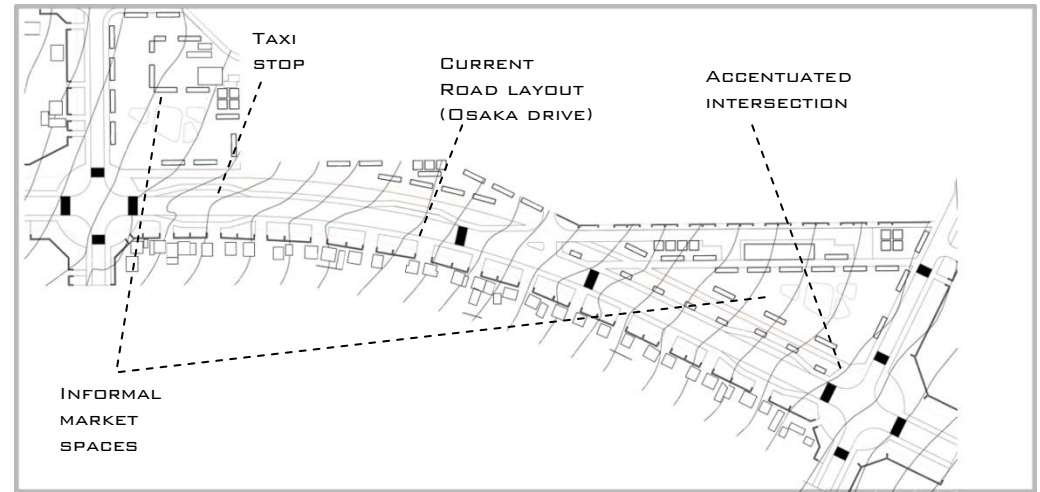 Taxi
stop
Current
Road layout
(Osaka drive)
Accentuated
intersection
Informal
market
spaces